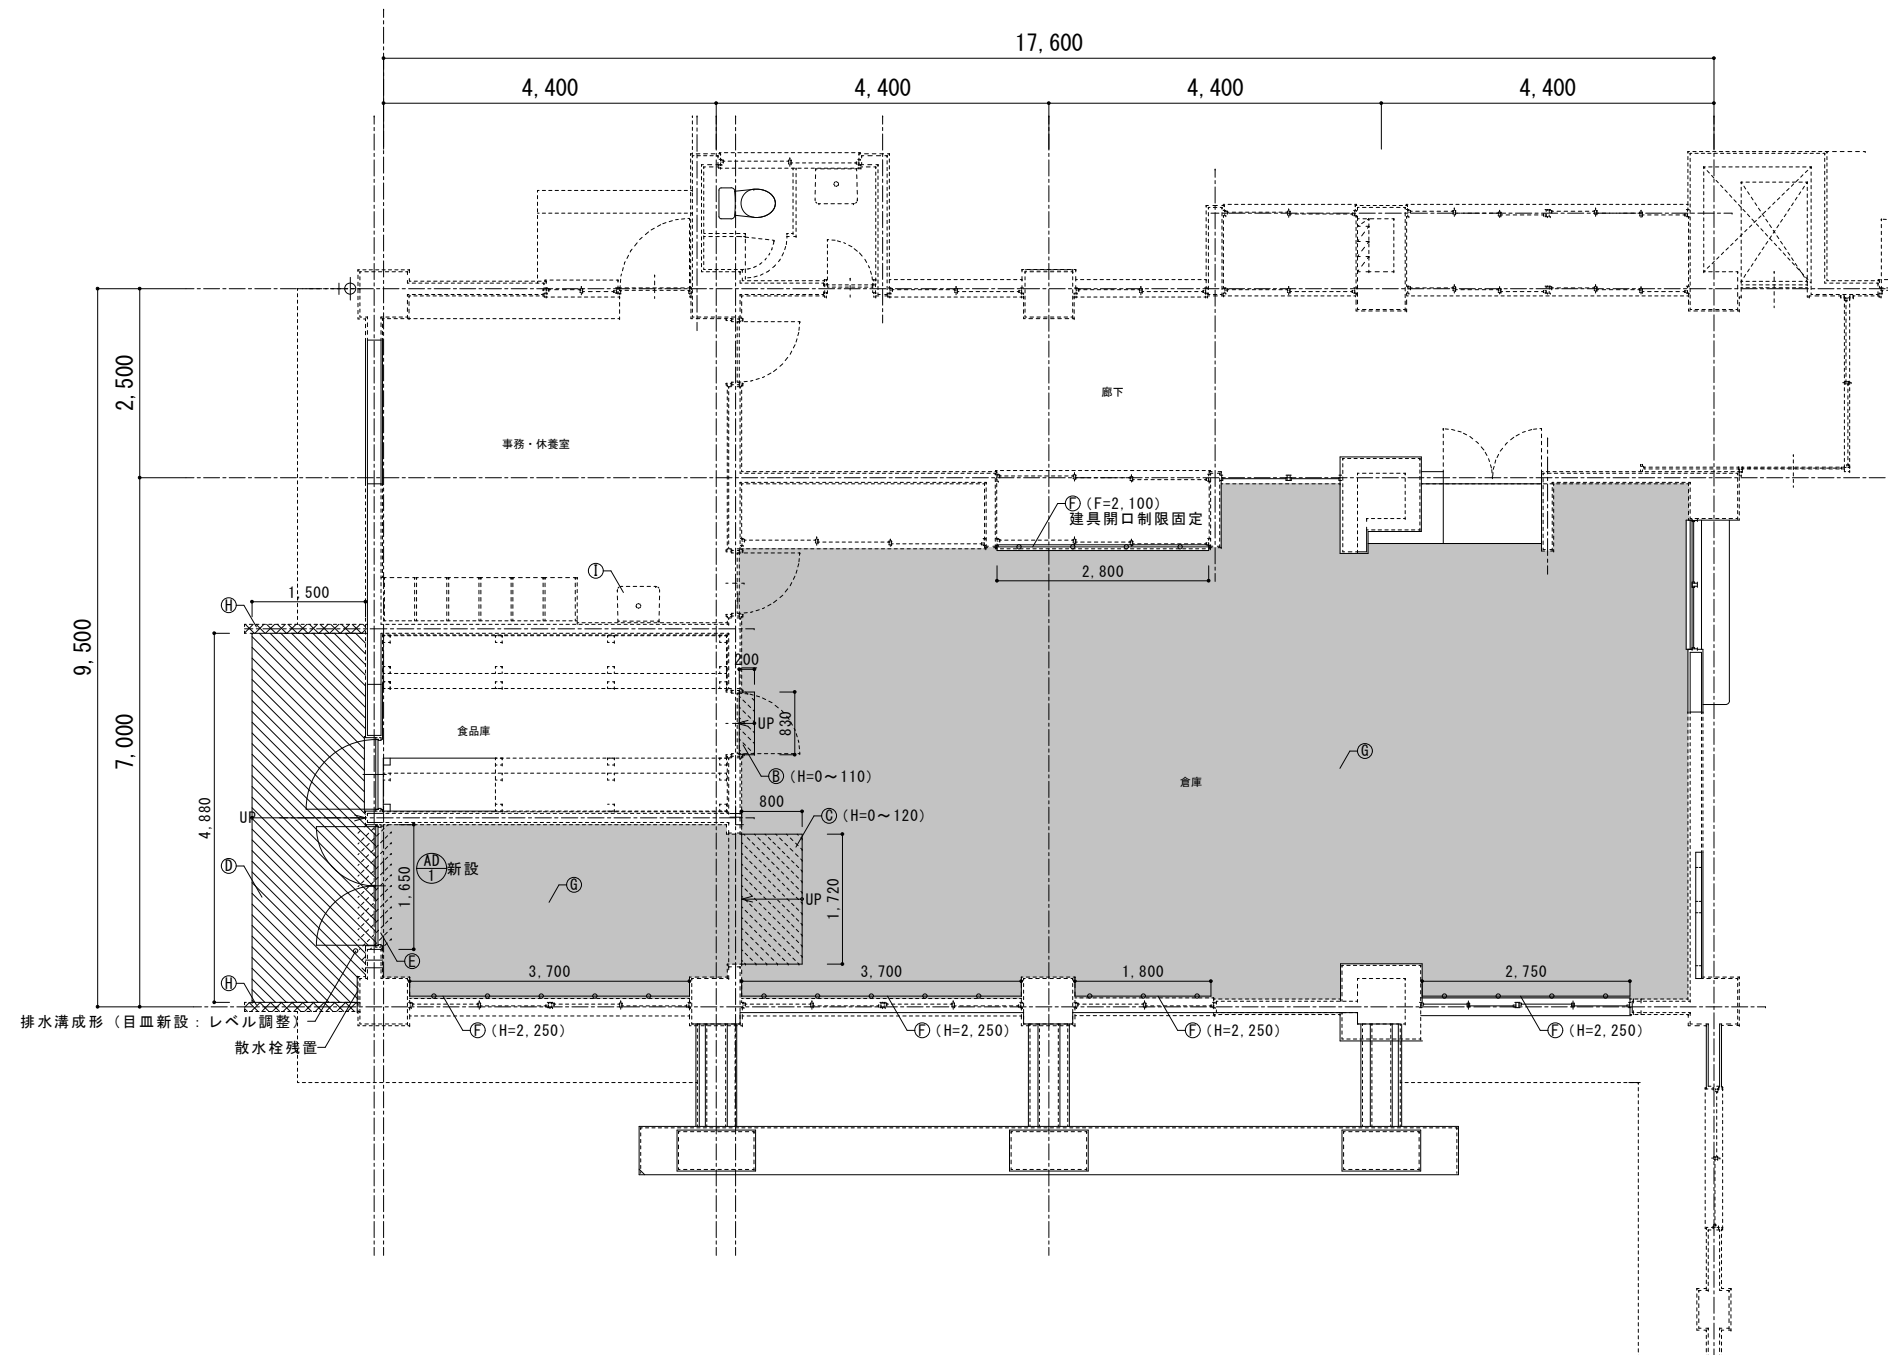 17,600
4,400
4,400
4,400
4,400
2,500
廊下
事務・休養室
Ⓕ (F=2,100)
建具開口制限固定
2,800
Ⓘ
1,500
Ⓗ
9,500
200
UP
830
7,000
食品庫
Ⓖ
Ⓑ (H=0～110)
倉庫
800
UP
4,880
Ⓒ (H=0～120)
Ⓓ
AD
1
新設
1,650
Ⓖ
UP
1,720
Ⓔ
3,700
3,700
1,800
2,750
Ⓗ
排水溝成形（目皿新設：レベル調整）
Ⓕ (H=2,250)
Ⓕ (H=2,250)
Ⓕ (H=2,250)
Ⓕ (H=2,250)
散水栓残置